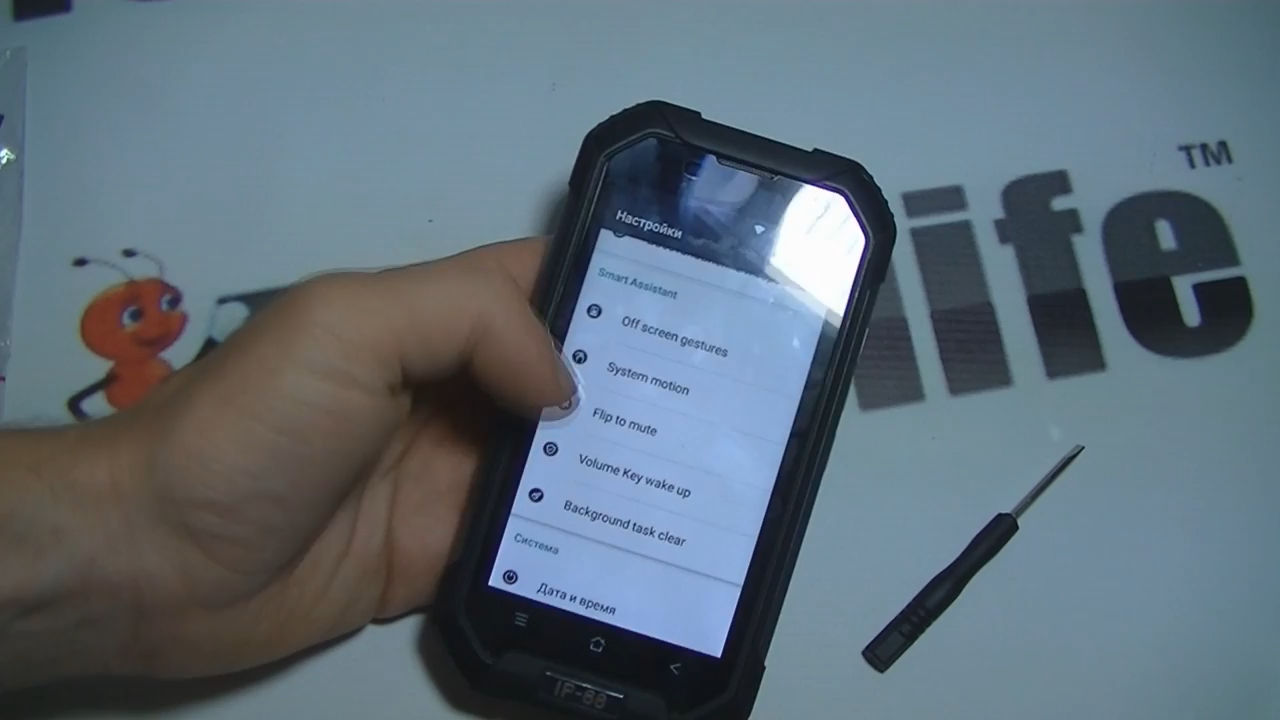 TM
life
Настройки
Smart Assistant
Off screen gestures
System motion
Flip to mute
Volume Key wake up
Background task clear
Система
Дата и время
IP-68